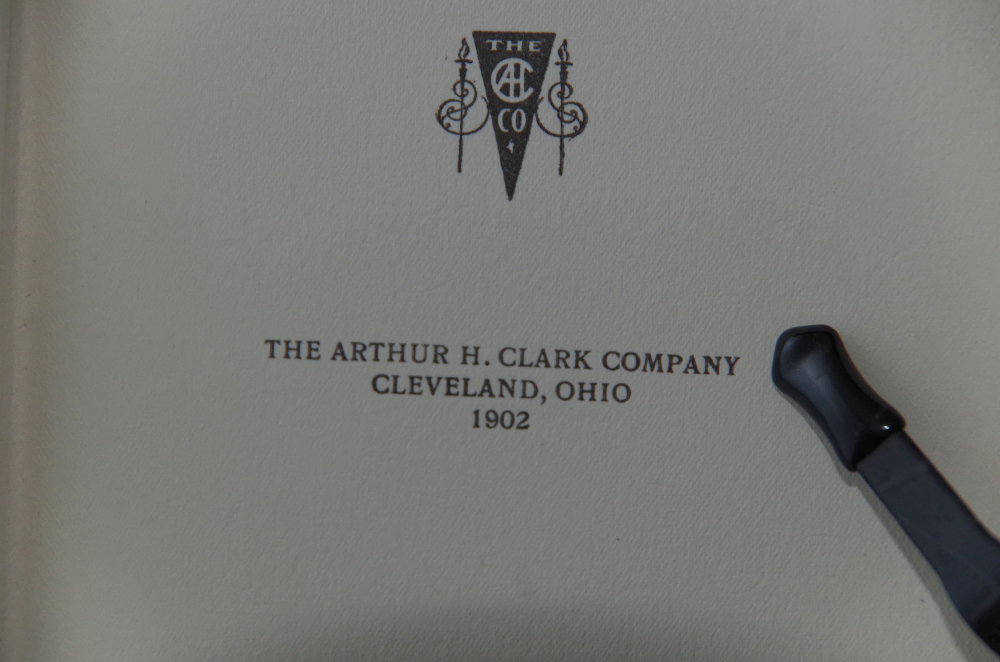 THE
AHC
CO
THE ARTHUR H. CLARK COMPANY
CLEVELAND, OHIO
1902